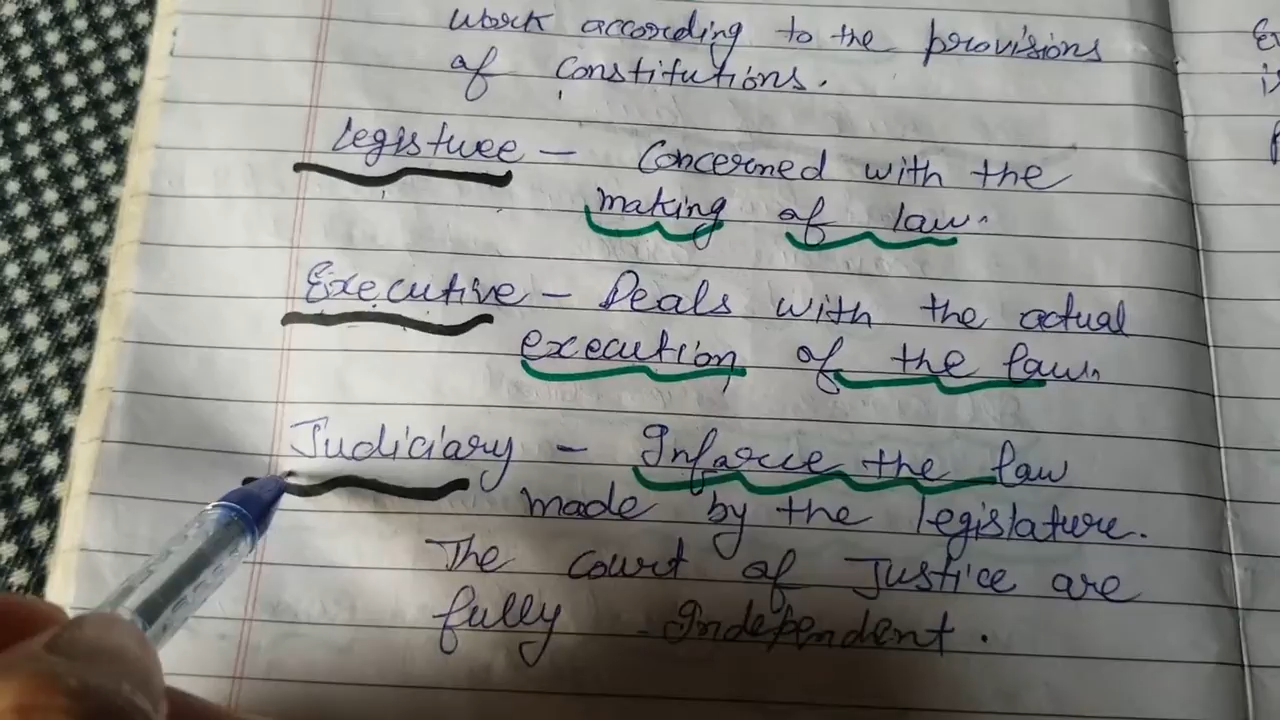 work according to the provisions
of Constitutions.
Legisture – Concerned with the
making of law.
Executive – Deals with the actual
execution of the law.
Judiciary – Inforce the law
made by the legislature.
The Court of Justice are
fully Independent.